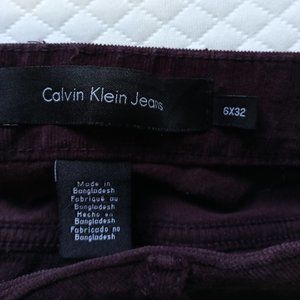 Calvin Klein Jeans
6X32
Made in
Bangladesh
Fabriqué au
Bangladesh
Hecho en
Bangladesh
Fabricado no
Bangladesh